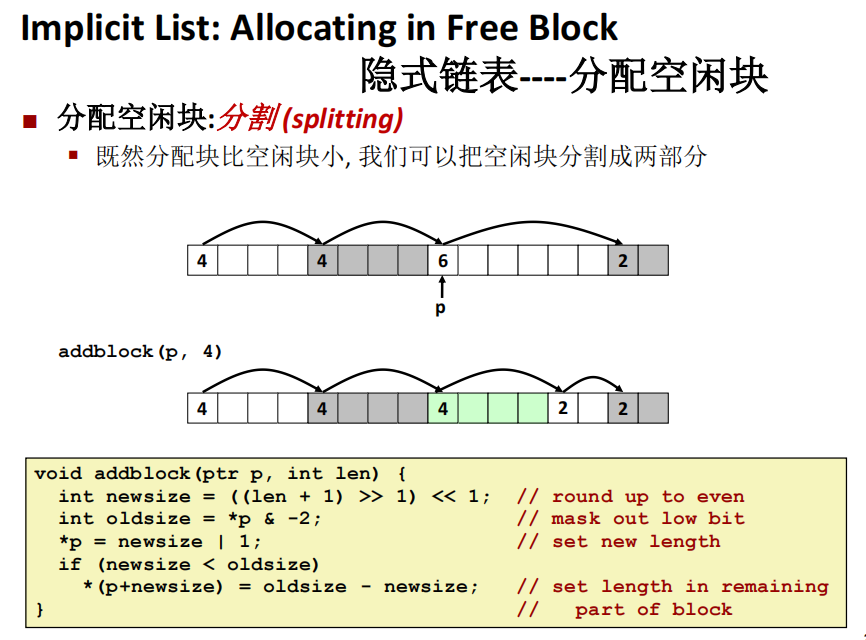 Implicit List: Allocating in Free Block
隐式链表----分配空闲块
■ 分配空闲块:分割(splitting)
▪ 既然分配块比空闲块小, 我们可以把空闲块分割成两部分
4 4 6 2
p
addblock(p, 4)
4 4 4 2 2
void addblock(ptr p, int len) {
  int newsize = ((len + 1) >> 1) << 1;  // round up to even
  int oldsize = *p & -2;                // mask out low bit
  *p = newsize | 1;                     // set new length
  if (newsize < oldsize)
    *(p+newsize) = oldsize - newsize;   // set length in remaining
}                                       //   part of block